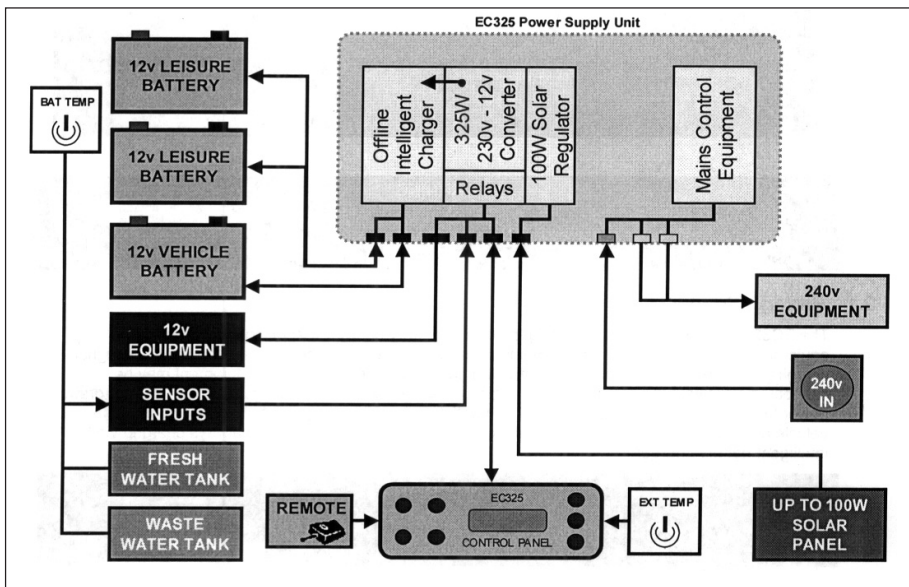 EC325 Power Supply Unit
12v LEISURE
BATTERY
BAT TEMP
12v LEISURE
BATTERY
12v VEHICLE
BATTERY
12v
EQUIPMENT
SENSOR
INPUTS
FRESH
WATER TANK
WASTE
WATER TANK
Offline
Intelligent
Charger
325W
230v - 12v
Converter
Relays
100W Solar
Regulator
Mains Control
Equipment
240v
EQUIPMENT
240v
IN
REMOTE
EC325
CONTROL PANEL
EXT TEMP
UP TO 100W
SOLAR
PANEL